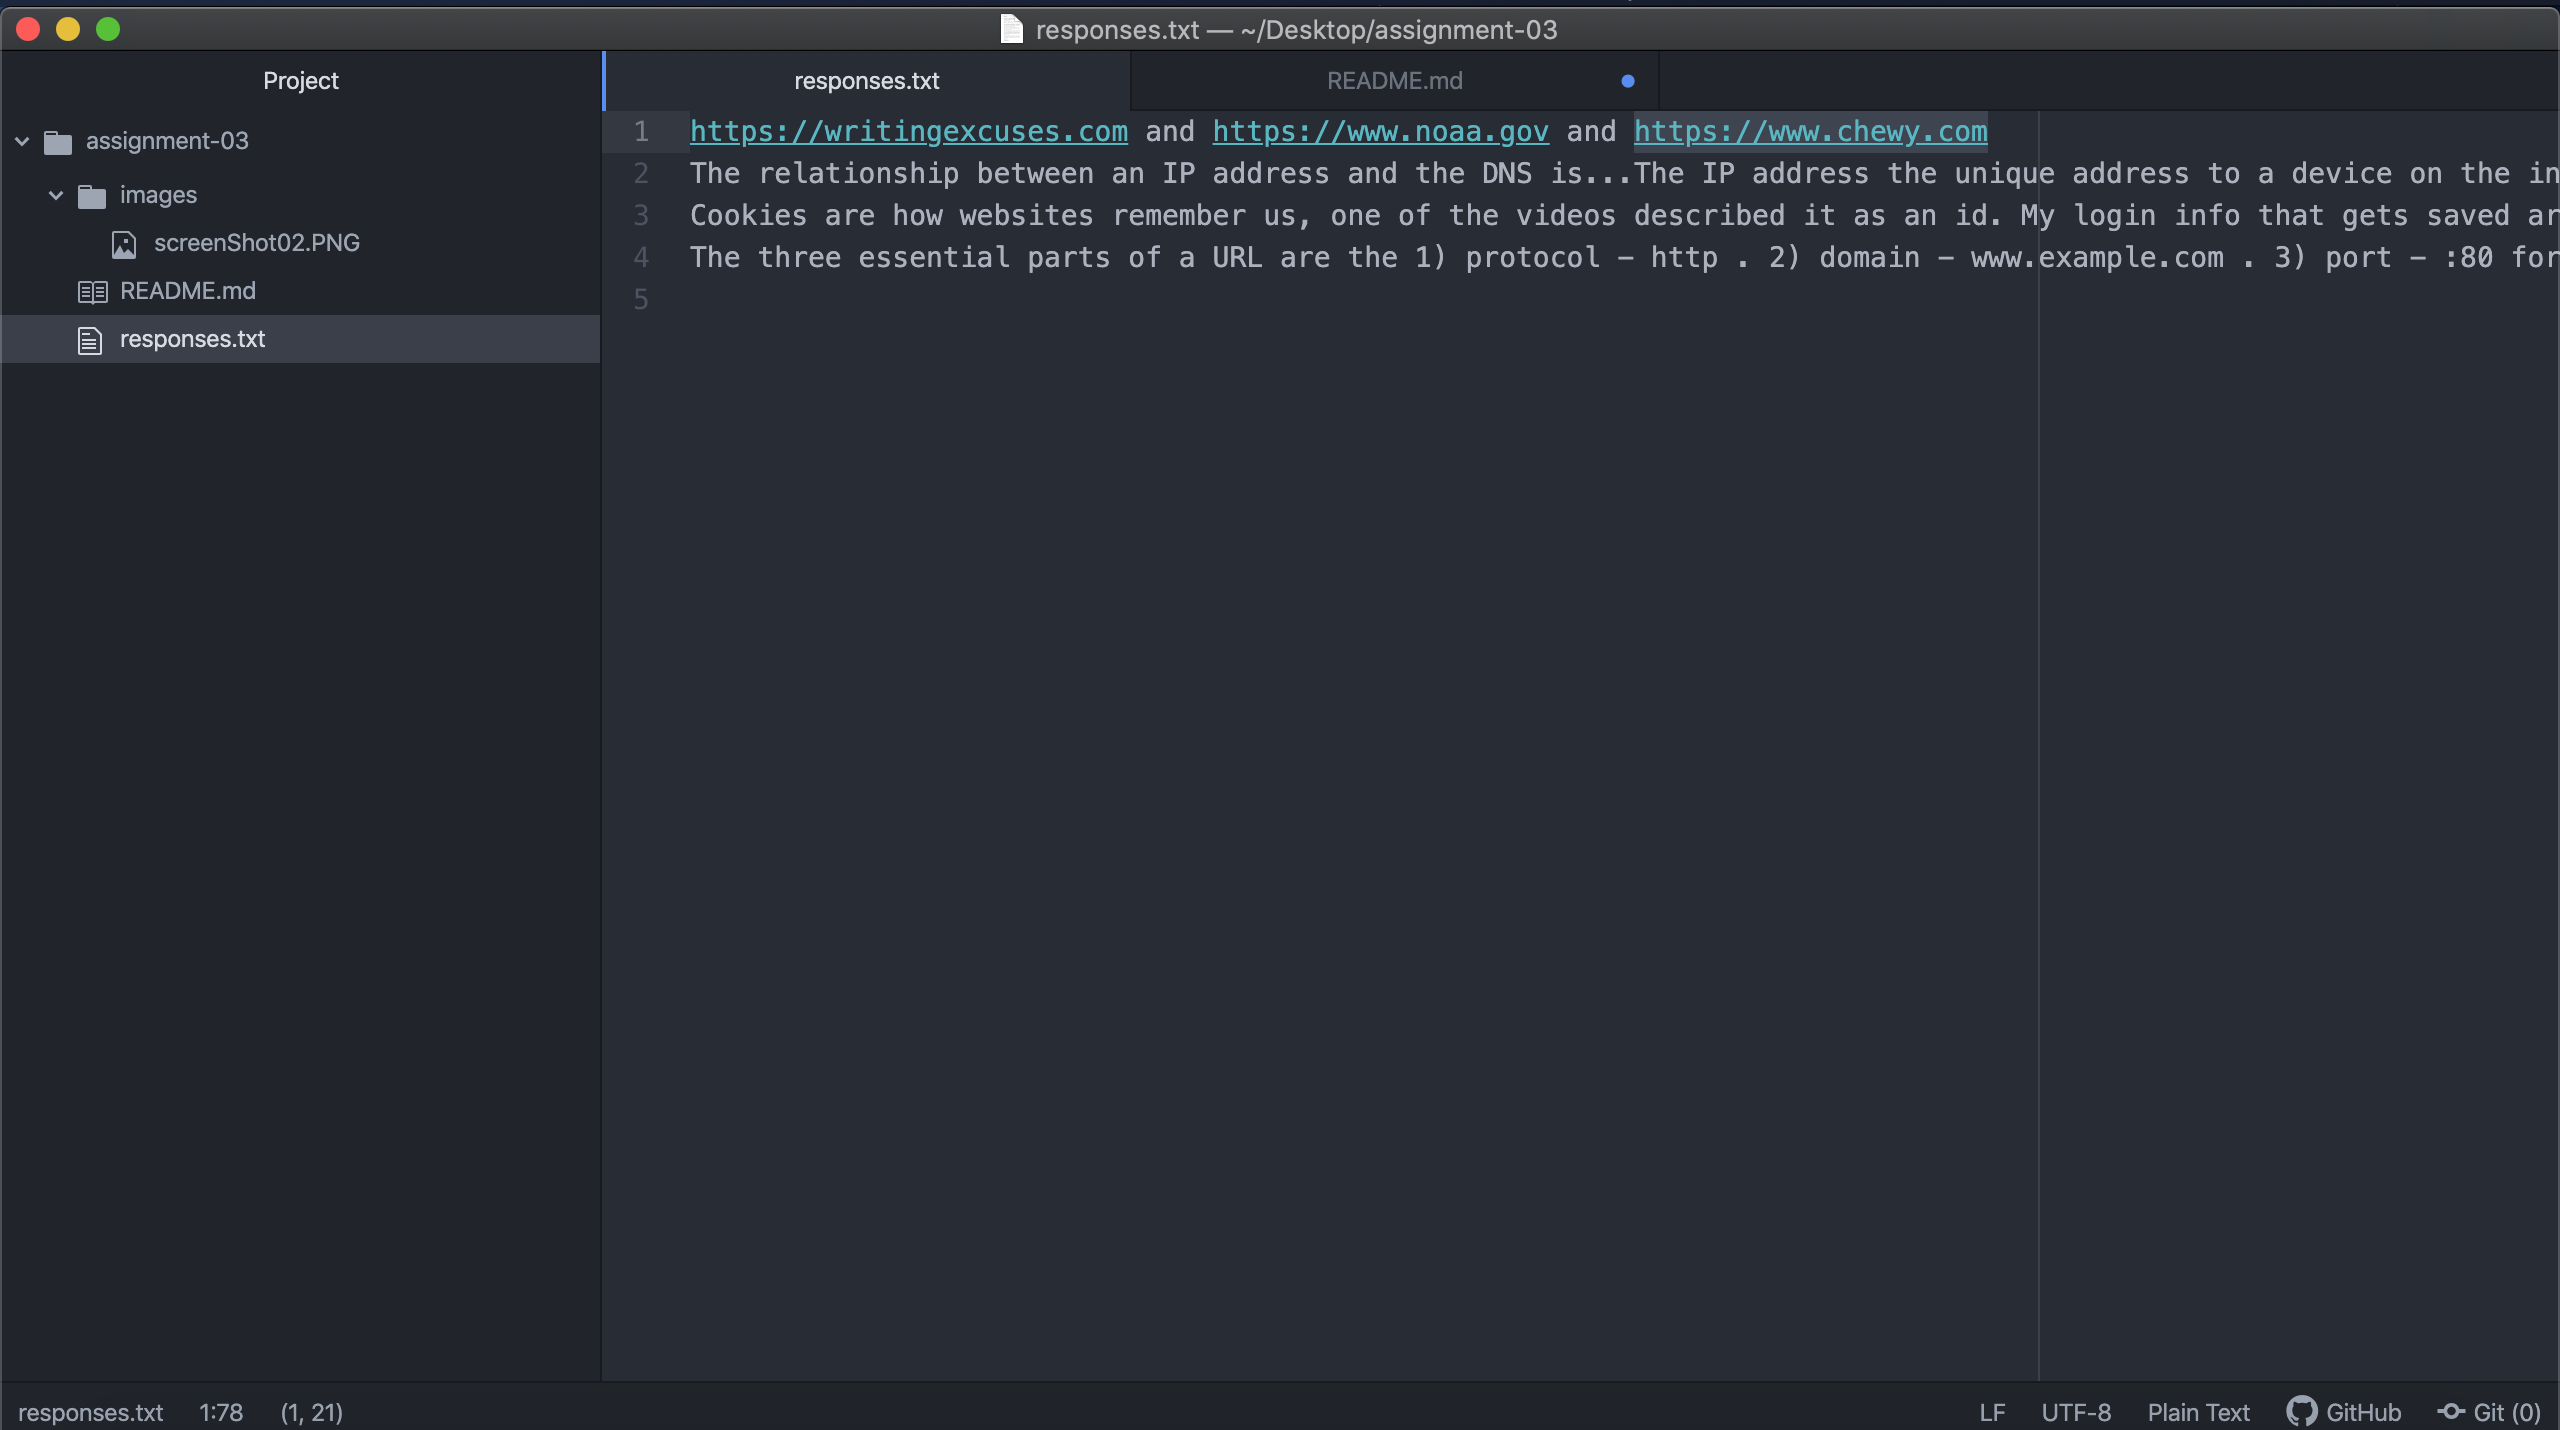 responses.txt — ~/Desktop/assignment-03
Project
responses.txt
README.md
assignment-03
images
screenShot02.PNG
README.md
responses.txt
1 https://writingexcuses.com and https://www.noaa.gov and https://www.chewy.com
2 The relationship between an IP address and the DNS is...The IP address the unique address to a device on the in
3 Cookies are how websites remember us, one of the videos described it as an id. My login info that gets saved ar
4 The three essential parts of a URL are the 1) protocol - http . 2) domain - www.example.com . 3) port - :80 for
5
responses.txt 1:78 (1, 21) LF UTF-8 Plain Text GitHub Git (0)